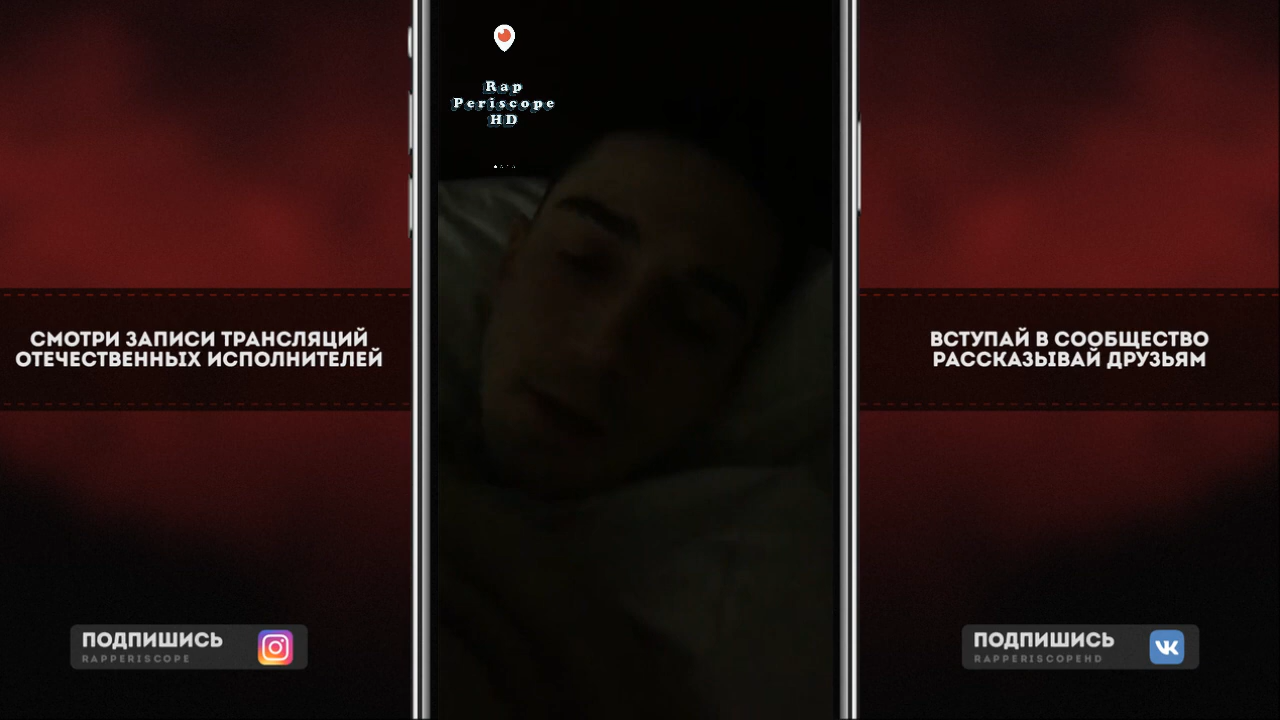 Rap
Periscope
HD
СМОТРИ ЗАПИСИ ТРАНСЛЯЦИЙ
ОТЕЧЕСТВЕННЫХ ИСПОЛНИТЕЛЕЙ
ВСТУПАЙ В СООБЩЕСТВО
РАССКАЗЫВАЙ ДРУЗЬЯМ
ПОДПИШИСЬ
RAPPERISCOPE
ПОДПИШИСЬ
RAPPERISCOPEHD